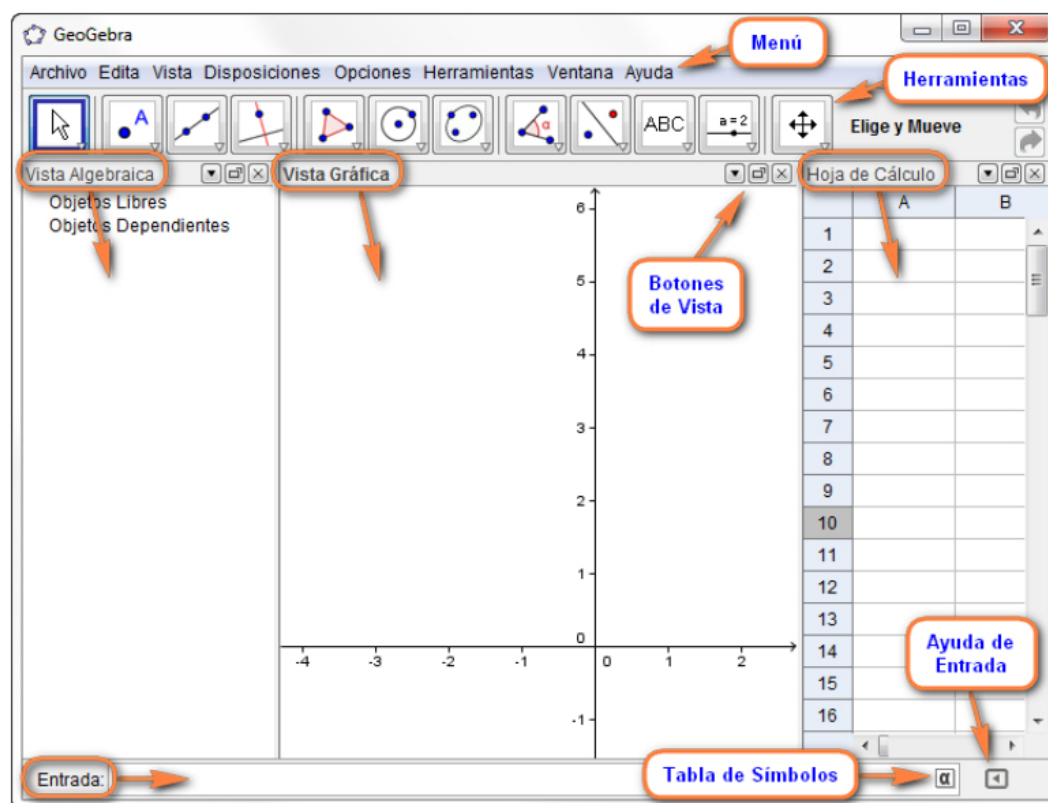 GeoGebra
Menú
Archivo Edita Vista Disposiciones Opciones Herramientas Ventana Ayuda
Herramientas
A
α
ABC
a=2
Elige y Mueve
Vista Algebraica
Vista Gráfica
Hoja de Cálculo
Objetos Libres
Objetos Dependientes
Botones
de Vista
A B
1
2
3
4
5
6
7
8
9
10
11
12
13
14
15
16
6
5
4
3
2
1
0
-1
-4 -3 -2 -1 0 1 2
Ayuda de
Entrada
Entrada:
Tabla de Símbolos
α